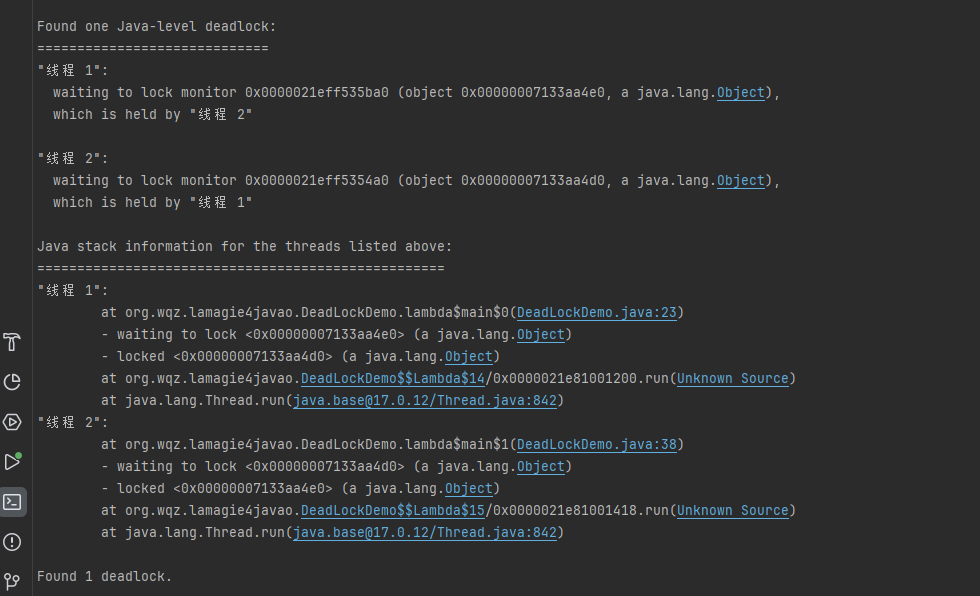 Found one Java-level deadlock:
=============================
"线程 1":
  waiting to lock monitor 0x0000021eff535ba0 (object 0x00000007133aa4e0, a java.lang.Object),
  which is held by "线程 2"
"线程 2":
  waiting to lock monitor 0x0000021eff5354a0 (object 0x00000007133aa4d0, a java.lang.Object),
  which is held by "线程 1"
Java stack information for the threads listed above:
===================================================
"线程 1":
        at org.wqz.lamagie4javao.DeadLockDemo.lambda$main$0(DeadLockDemo.java:23)
        - waiting to lock <0x00000007133aa4e0> (a java.lang.Object)
        - locked <0x00000007133aa4d0> (a java.lang.Object)
        at org.wqz.lamagie4javao.DeadLockDemo$$Lambda$14/0x0000021e81001200.run(Unknown Source)
        at java.lang.Thread.run(java.base@17.0.12/Thread.java:842)
"线程 2":
        at org.wqz.lamagie4javao.DeadLockDemo.lambda$main$1(DeadLockDemo.java:38)
        - waiting to lock <0x00000007133aa4d0> (a java.lang.Object)
        - locked <0x00000007133aa4e0> (a java.lang.Object)
        at org.wqz.lamagie4javao.DeadLockDemo$$Lambda$15/0x0000021e81001418.run(Unknown Source)
        at java.lang.Thread.run(java.base@17.0.12/Thread.java:842)
Found 1 deadlock.